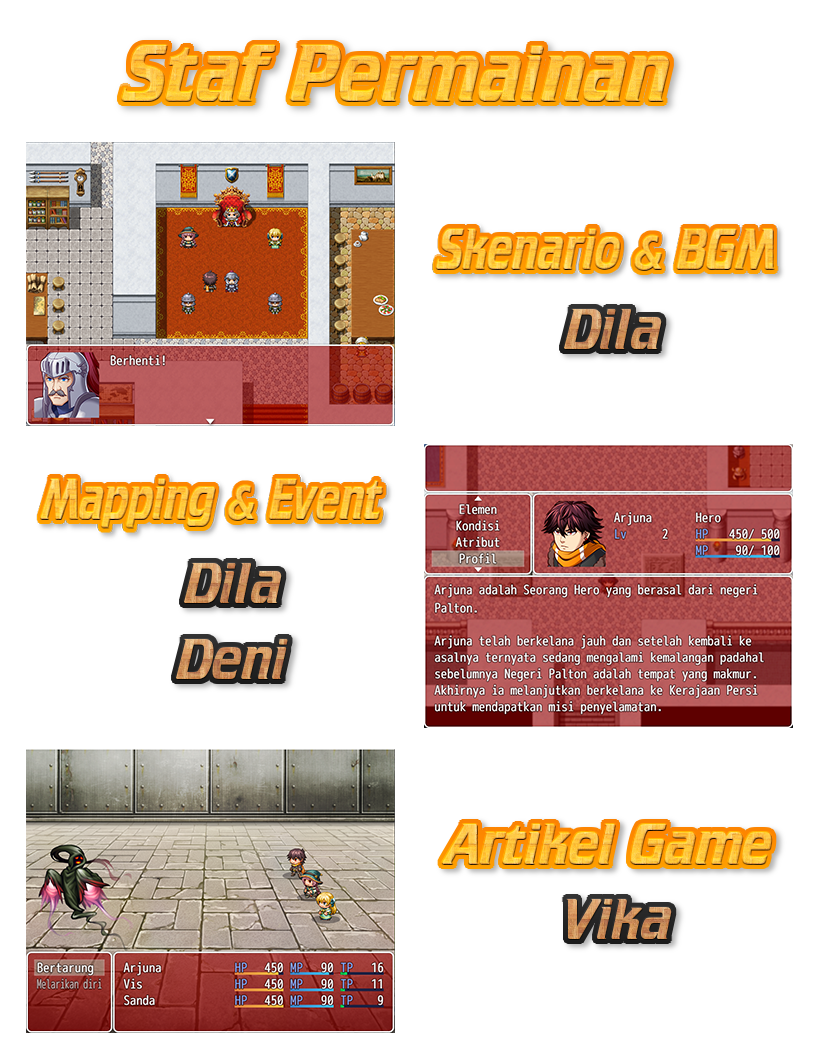 Staf Permainan
Berhenti!
Skenario & BGM
Dila
Mapping & Event
Dila
Deni
Elemen
Kondisi
Atribut
Profil
Arjuna Hero
Lv 2 HP 450/ 500
MP 90/ 100
Arjuna adalah Seorang Hero yang berasal dari negeri
Palton.
Arjuna telah berkelana jauh dan setelah kembali ke
asalnya ternyata sedang mengalami kemalangan padahal
sebelumnya Negeri Palton adalah tempat yang makmur.
Akhirnya ia melanjutkan berkelana ke Kerajaan Persi
untuk mendapatkan misi penyelamatan.
Bertarung
Melarikan diri
Arjuna HP 450 MP 90 TP 16
Vis HP 450 MP 90 TP 11
Sanda HP 450 MP 90 TP 9
Artikel Game
Vika